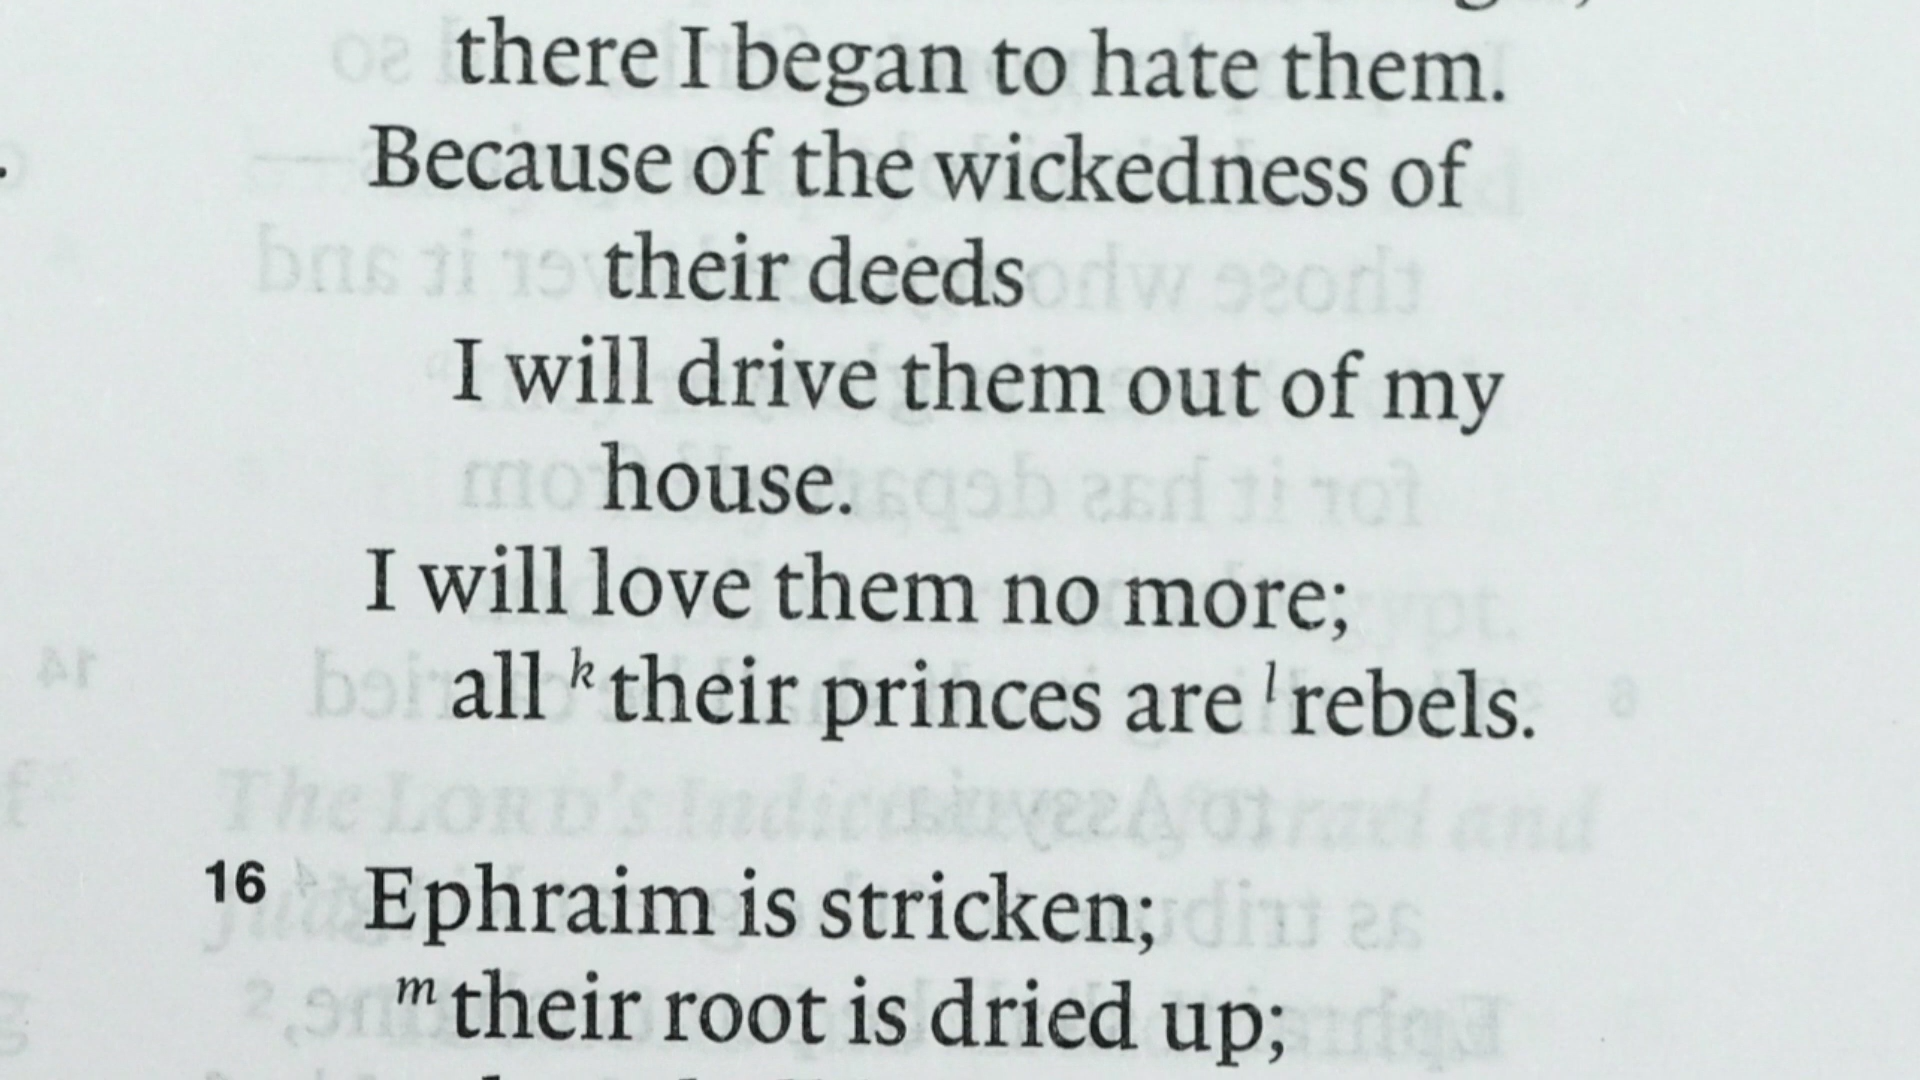 there I began to hate them.
Because of the wickedness of
their deeds
I will drive them out of my
house.
I will love them no more;
all k their princes are l rebels.
16 Ephraim is stricken;
m their root is dried up;